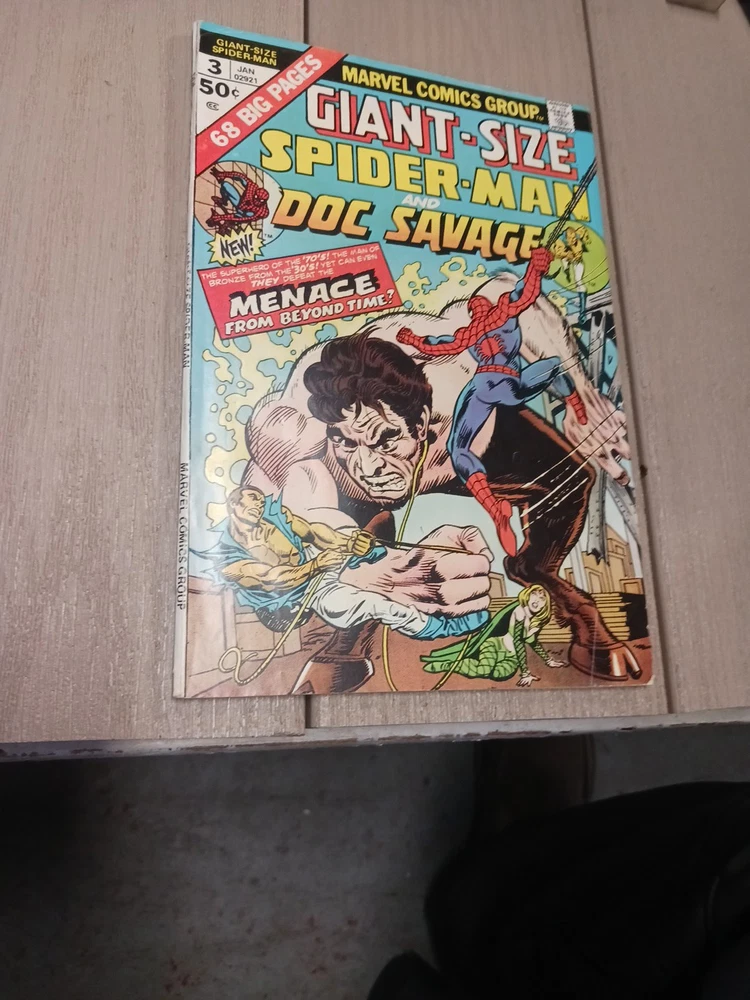 GIANT-SIZE
SPIDER-MAN
3 JAN
02921
50¢
CC
68 BIG PAGES
MARVEL COMICS GROUP™
GIANT-SIZE
SPIDER-MAN
AND
DOC SAVAGE
NEW!
THE SUPERHERO OF THE '70'S! THE MAN OF
BRONZE FROM THE '30'S! YET CAN EVEN
THEY DEFEAT THE
MENACE
FROM BEYOND TIME?
MARVEL COMICS GROUP